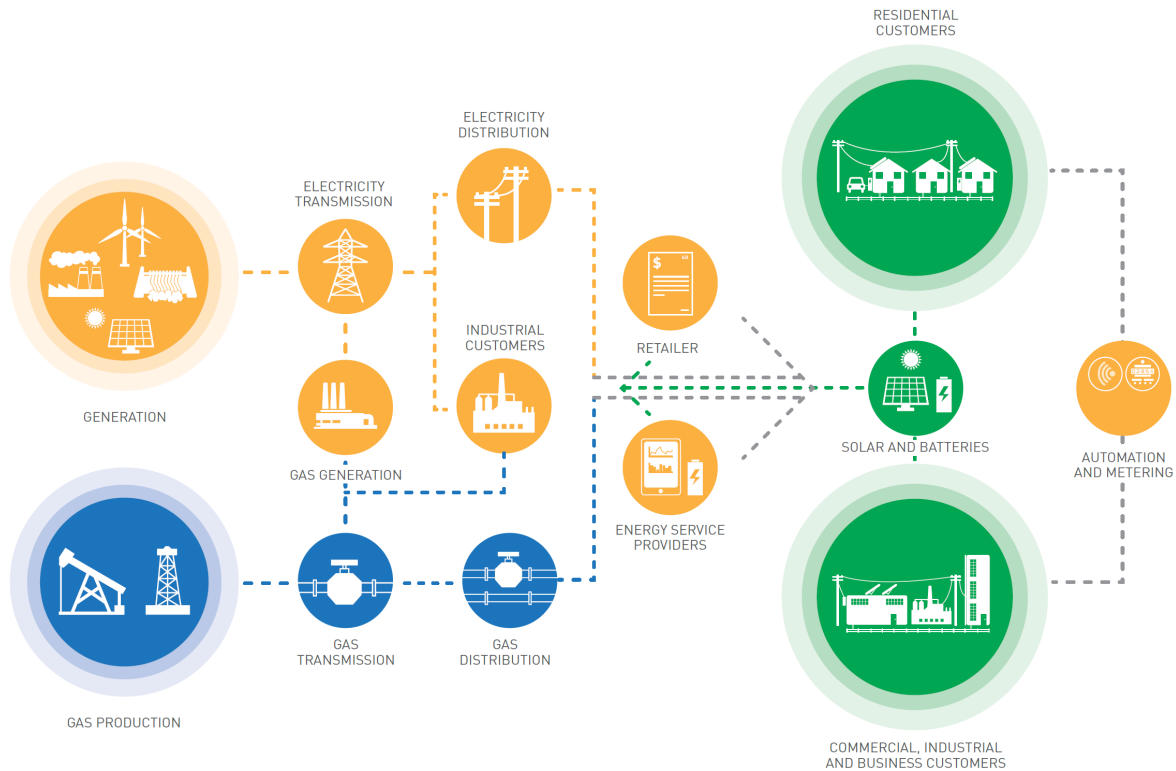 RESIDENTIAL
CUSTOMERS
ELECTRICITY
DISTRIBUTION
ELECTRICITY
TRANSMISSION
$
INDUSTRIAL
CUSTOMERS
RETAILER
GENERATION
GAS GENERATION
SOLAR AND BATTERIES
AUTOMATION
AND METERING
ENERGY SERVICE
PROVIDERS
GAS
TRANSMISSION
GAS
DISTRIBUTION
GAS PRODUCTION
COMMERCIAL, INDUSTRIAL
AND BUSINESS CUSTOMERS